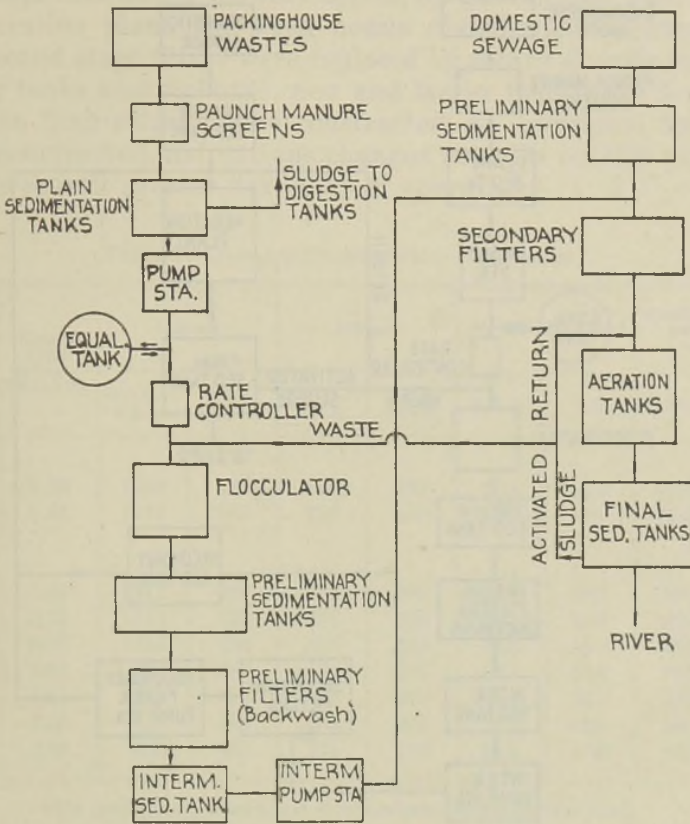 PACKINGHOUSE
WASTES
PAUNCH MANURE
SCREENS
PLAIN
SEDIMENTATION
TANKS
SLUDGE TO
DIGESTION
TANKS
PUMP
STA.
EQUAL.
TANK
RATE
CONTROLLER
WASTE
FLOCCULATOR
PRELIMINARY
SEDIMENTATION
TANKS
PRELIMINARY
FILTERS
(Backwash)
INTERM.
SED. TANK
INTERM.
PUMP STA
DOMESTIC
SEWAGE
PRELIMINARY
SEDIMENTATION
TANKS
SECONDARY
FILTERS
ACTIVATED RETURN
SLUDGE
AERATION
TANKS
FINAL
SED. TANKS
RIVER